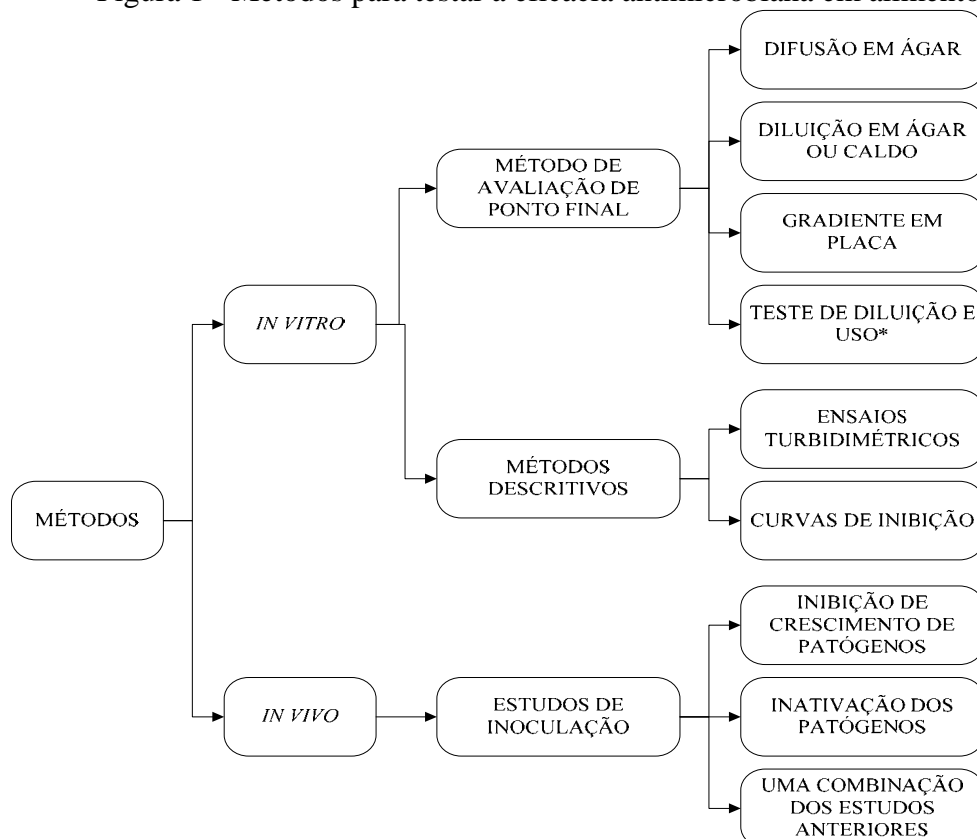 Figura 1 - Métodos para testar a eficácia antimicrobiana em alimento
DIFUSÃO EM ÁGAR
DILUIÇÃO EM ÁGAR
OU CALDO
MÉTODO DE
AVALIAÇÃO DE
PONTO FINAL
GRADIENTE EM
PLACA
IN VITRO
TESTE DE DILUIÇÃO E
USO*
ENSAIOS
TURBIDIMÉTRICOS
MÉTODOS
DESCRITIVOS
CURVAS DE INIBIÇÃO
MÉTODOS
INIBIÇÃO DE
CRESCIMENTO DE
PATÓGENOS
IN VIVO
ESTUDOS DE
INOCULAÇÃO
INATIVAÇÃO DOS
PATÓGENOS
UMA COMBINAÇÃO
DOS ESTUDOS
ANTERIORES